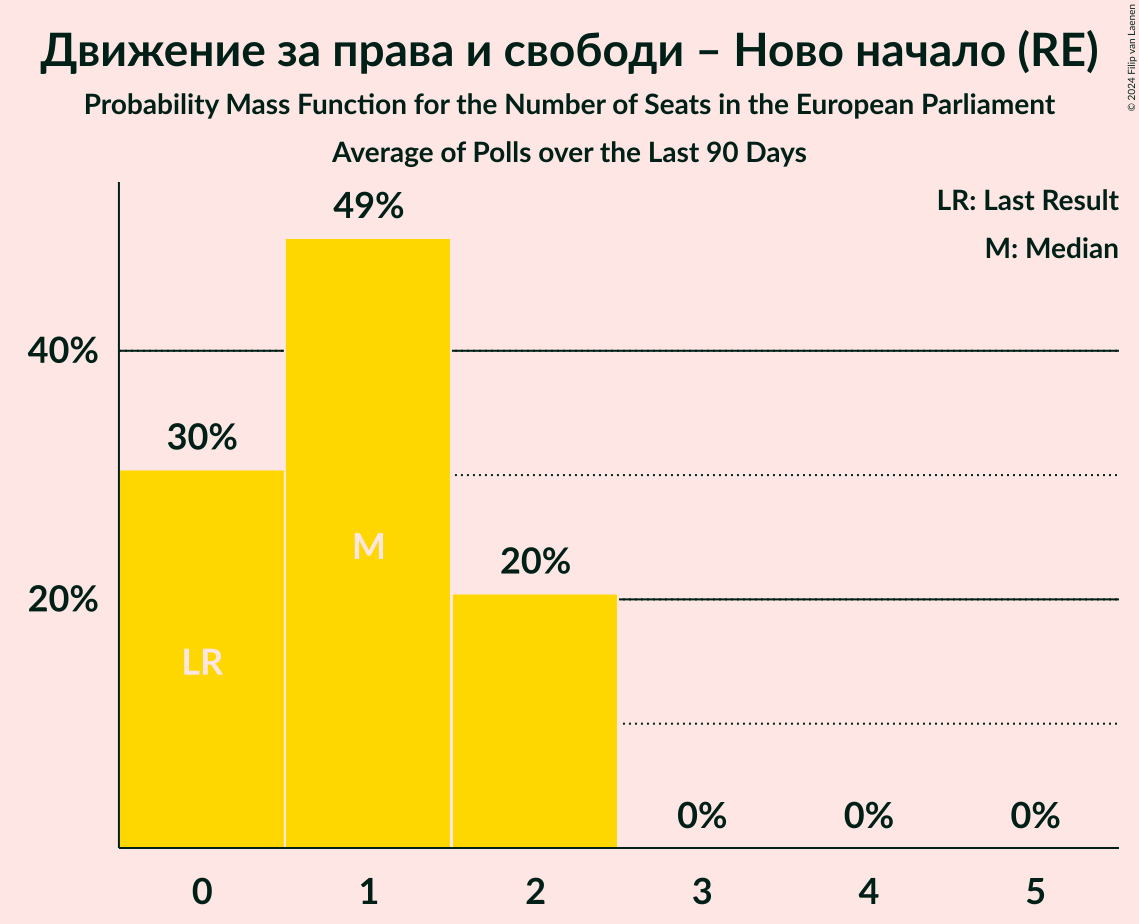 Движение за права и свободи – Ново начало (RE)
Probability Mass Function for the Number of Seats in the European Parliament
Average of Polls over the Last 90 Days
© 2024 Filip van Laenen
LR: Last Result
M: Median
49%
40%
30%
M
20%
20%
LR
0% 0% 0%
0 1 2 3 4 5